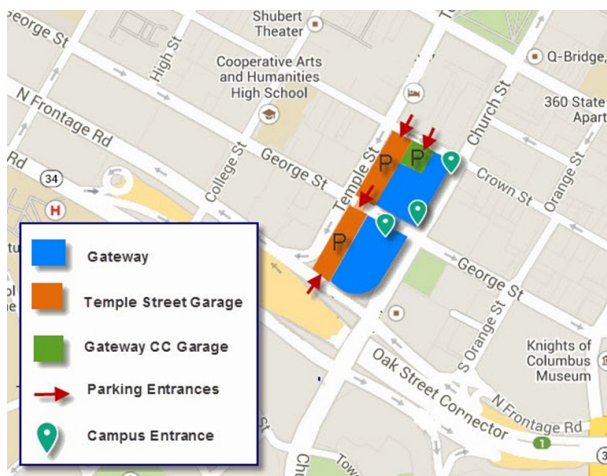 Shubert
Theater
George St
High St
Cooperative Arts
and Humanities
High School
Q-Bridge,
360 State
Apart
N Frontage Rd
Rd
George St
College St
Temple St
Church St
Crown St
Orange St
34
H
P
P
P
George St
S Orange St
Knights of
Columbus
Museum
Oak Street Connector
N Frontage Rd
1
3
Gateway
Temple Street Garage
Gateway CC Garage
Parking Entrances
Campus Entrance